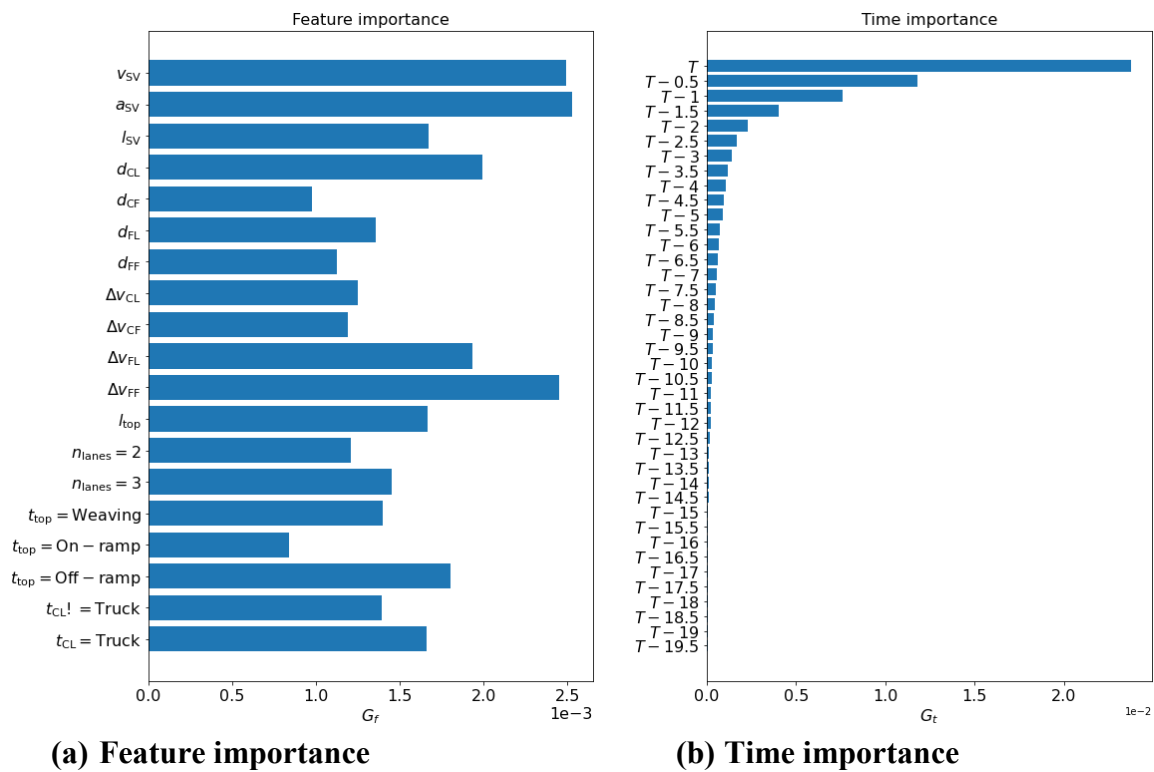 Feature importance
v_SV
a_SV
l_SV
d_CL
d_CF
d_FL
d_FF
Δv_CL
Δv_CF
Δv_FL
Δv_FF
l_top
n_lanes = 2
n_lanes = 3
t_top = Weaving
t_top = On − ramp
t_top = Off − ramp
t_CL! = Truck
t_CL = Truck
0.0 0.5 1.0 1.5 2.0 2.5
G_f
1e−3
(a) Feature importance
Time importance
T
T − 0.5
T − 1
T − 1.5
T − 2
T − 2.5
T − 3
T − 3.5
T − 4
T − 4.5
T − 5
T − 5.5
T − 6
T − 6.5
T − 7
T − 7.5
T − 8
T − 8.5
T − 9
T − 9.5
T − 10
T − 10.5
T − 11
T − 11.5
T − 12
T − 12.5
T − 13
T − 13.5
T − 14
T − 14.5
T − 15
T − 15.5
T − 16
T − 16.5
T − 17
T − 17.5
T − 18
T − 18.5
T − 19
T − 19.5
0.0 0.5 1.0 1.5 2.0
G_t
1e−2
(b) Time importance